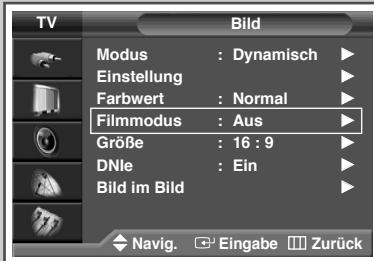 TV Bild
Modus : Dynamisch
Einstellung
Farbwert : Normal
Filmmodus : Aus
Größe : 16 : 9
DNIe : Ein
Bild im Bild
Navig. Eingabe Zurück